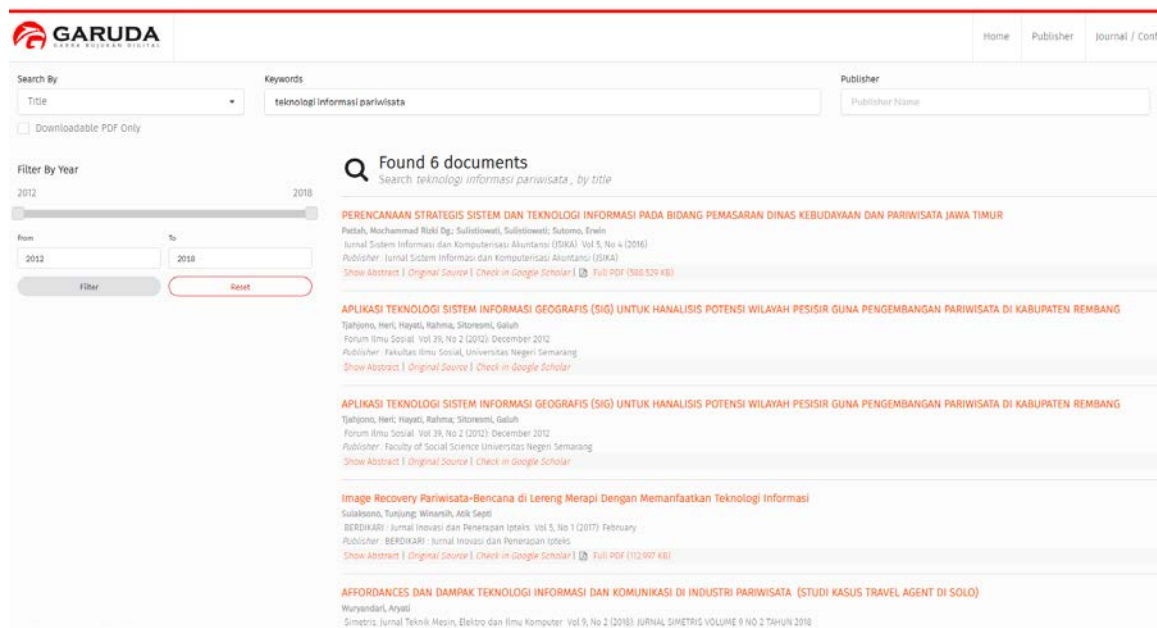 GARUDA
GARBA RUJUKAN DIGITAL
Home Publisher Journal / Conf
Search By Keywords Publisher
Title teknologi informasi pariwisata Publisher Name
Downloadable PDF Only
Filter By Year
2012 2018
From To
2012 2018
Filter Reset
Found 6 documents
Search teknologi informasi pariwisata , by title
PERENCANAAN STRATEGIS SISTEM DAN TEKNOLOGI INFORMASI PADA BIDANG PEMASARAN DINAS KEBUDAYAAN DAN PARIWISATA JAWA TIMUR
Pattah, Mochammad Rizki Dg.; Sulistiowati, Sulistiowati; Sutomo, Erwin
Jurnal Sistem Informasi dan Komputerisasi Akuntansi (JSIKA) Vol 5, No 4 (2016)
Publisher : Jurnal Sistem Informasi dan Komputerisasi Akuntansi (JSIKA)
Show Abstract | Original Source | Check in Google Scholar | Full PDF (588.529 KB)
APLIKASI TEKNOLOGI SISTEM INFORMASI GEOGRAFIS (SIG) UNTUK HANALISIS POTENSI WILAYAH PESISIR GUNA PENGEMBANGAN PARIWISATA DI KABUPATEN REMBANG
Tjahjono, Heri; Hayati, Rahma; Sitoresmi, Galuh
Forum Ilmu Sosial Vol 39, No 2 (2012): December 2012
Publisher : Fakultas Ilmu Sosial, Universitas Negeri Semarang
Show Abstract | Original Source | Check in Google Scholar
APLIKASI TEKNOLOGI SISTEM INFORMASI GEOGRAFIS (SIG) UNTUK HANALISIS POTENSI WILAYAH PESISIR GUNA PENGEMBANGAN PARIWISATA DI KABUPATEN REMBANG
Tjahjono, Heri; Hayati, Rahma; Sitoresmi, Galuh
Forum Ilmu Sosial Vol 39, No 2 (2012): December 2012
Publisher : Faculty of Social Science Universitas Negeri Semarang
Show Abstract | Original Source | Check in Google Scholar
Image Recovery Pariwisata-Bencana di Lereng Merapi Dengan Memanfaatkan Teknologi Informasi
Sulaksono, Tunjung; Winarsih, Atik Septi
BERDIKARI : Jurnal Inovasi dan Penerapan Ipteks Vol 5, No 1 (2017): February
Publisher : BERDIKARI : Jurnal Inovasi dan Penerapan Ipteks
Show Abstract | Original Source | Check in Google Scholar | Full PDF (112.997 KB)
AFFORDANCES DAN DAMPAK TEKNOLOGI INFORMASI DAN KOMUNIKASI DI INDUSTRI PARIWISATA (STUDI KASUS TRAVEL AGENT DI SOLO)
Wuryandari, Aryati
Simetris: Jurnal Teknik Mesin, Elektro dan Ilmu Komputer Vol 9, No 2 (2018): JURNAL SIMETRIS VOLUME 9 NO 2 TAHUN 2018